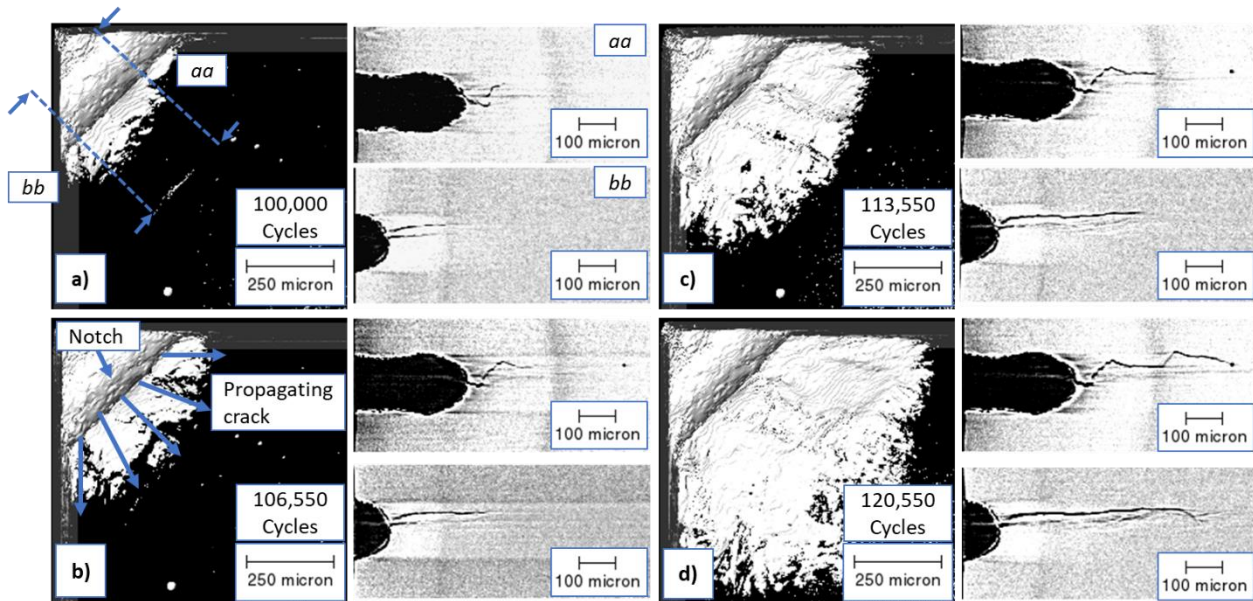 aa
bb
100,000
Cycles
250 micron
a)
aa
100 micron
bb
100 micron
Notch
Propagating
crack
106,550
Cycles
250 micron
b)
100 micron
100 micron
113,550
Cycles
250 micron
c)
100 micron
100 micron
120,550
Cycles
250 micron
d)
100 micron
100 micron